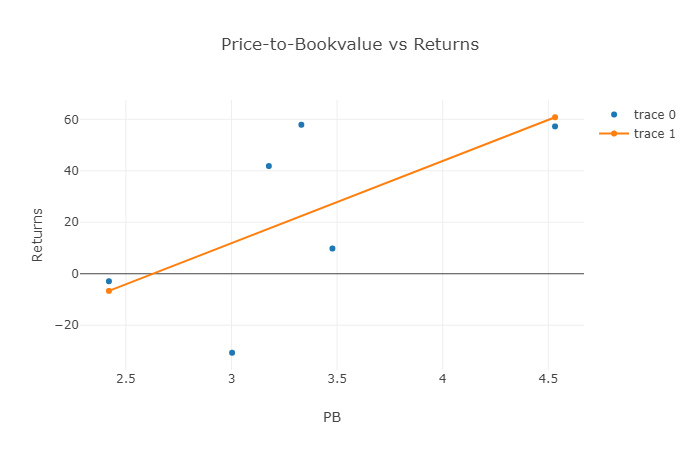 Price-to-Bookvalue vs Returns
trace 0
trace 1
Returns
60
40
20
0
−20
2.5
3
3.5
4
4.5
PB